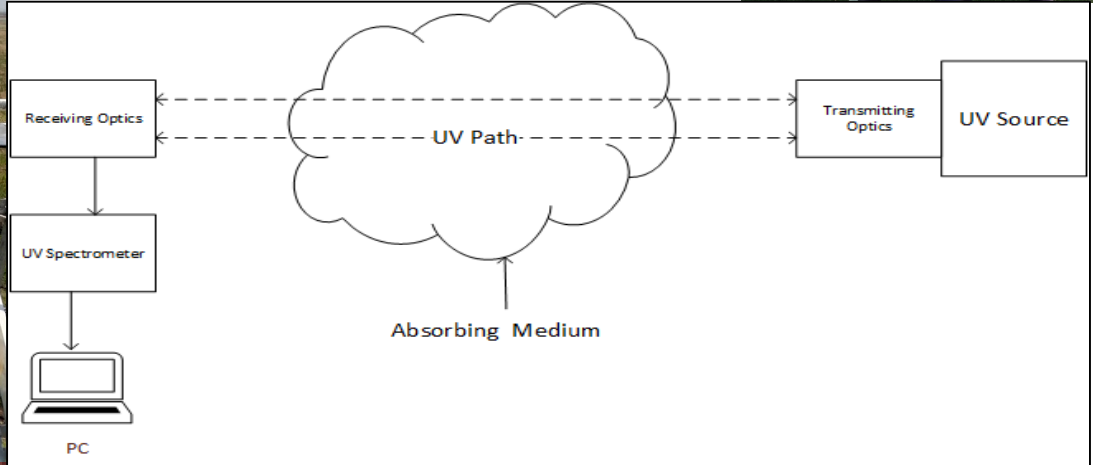 Receiving Optics
UV Path
Transmitting
Optics
UV Source
UV Spectrometer
Absorbing Medium
PC